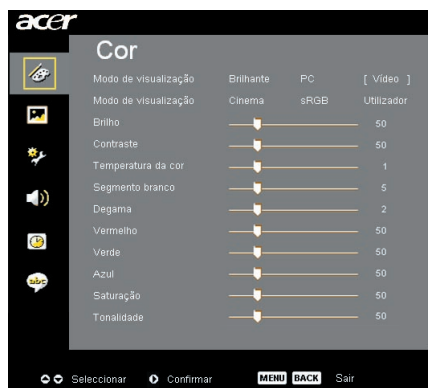 acer
Cor
Modo de visualização Brilhante PC [ Vídeo ]
Modo de visualização Cinema sRGB Utilizador
Brilho 50
Contraste 50
Temperatura da cor 1
Segmento branco 5
Degama 2
Vermelho 50
Verde 50
Azul 50
Saturação 50
Tonalidade 50
abc
Seleccionar Confirmar MENU BACK Sair